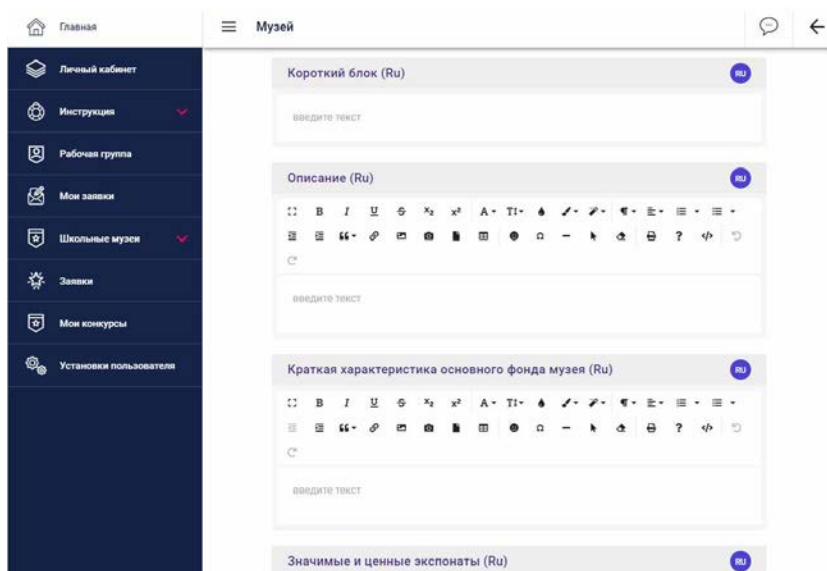 Главная
Музей
Личный кабинет
Инструкция
Рабочая группа
Мои заявки
Школьные музеи
Заявки
Мои конкурсы
Установки пользователя
Короткий блок (Ru)
RU
введите текст
Описание (Ru)
RU
введите текст
Краткая характеристика основного фонда музея (Ru)
RU
введите текст
Значимые и ценные экспонаты (Ru)
RU